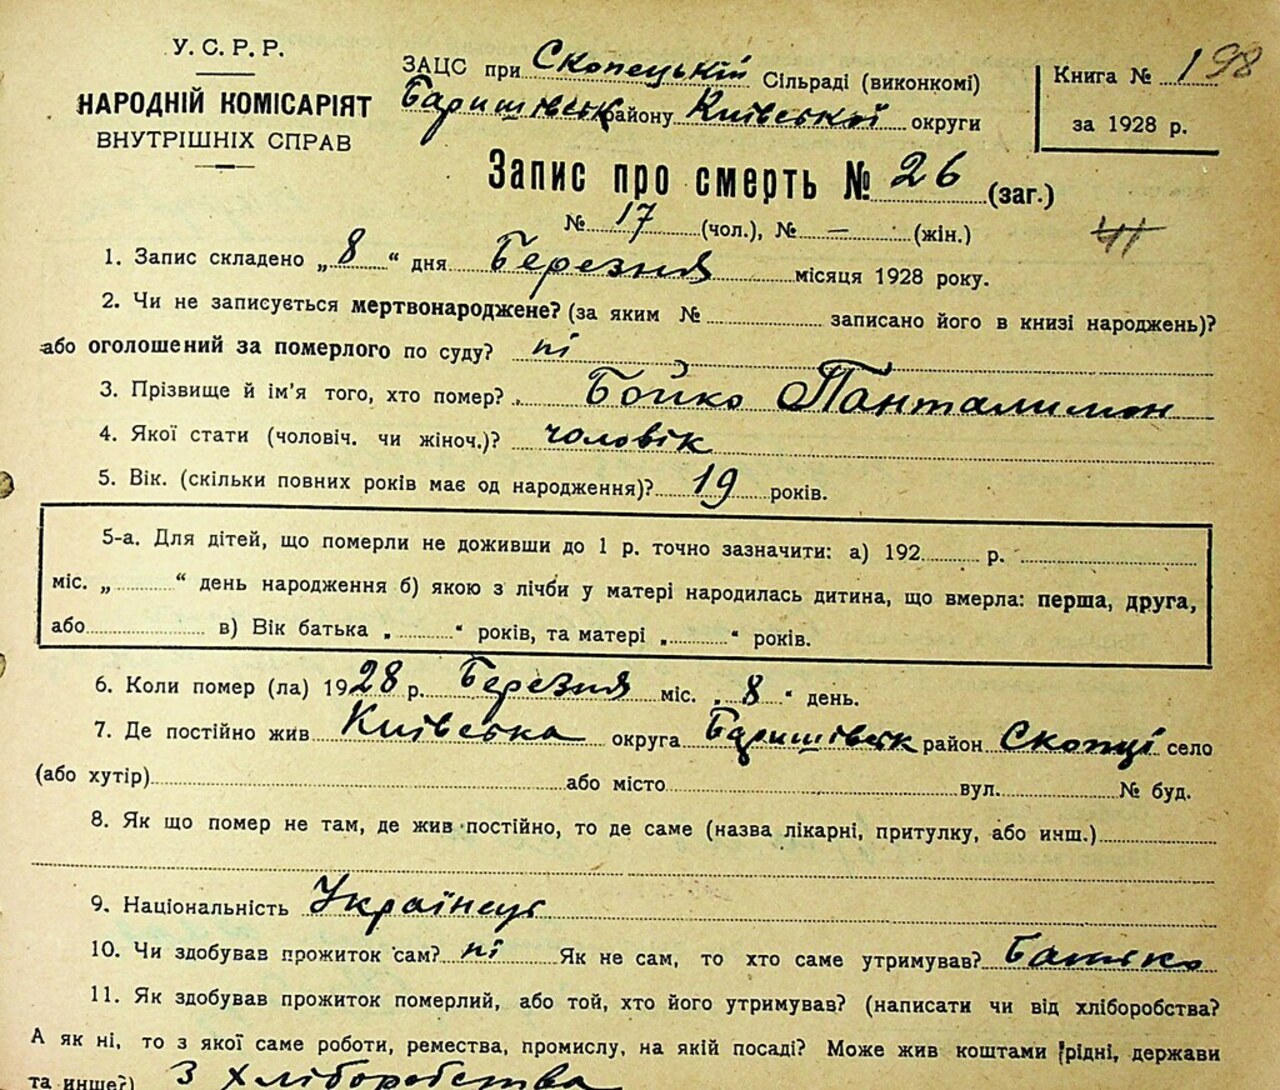 У. С. Р. Р.
НАРОДНІЙ КОМІСАРІЯТ
ВНУТРІШНІХ СПРАВ
ЗАЦС при Скопецькій Сільраді (виконкомі)
Баришівськ району Київської округи
Книга № 1 98
за 1928 р.
Запис про смерть № 26 (заг.)
№ 17 (чол.), № — (жін.)
41
1. Запис складено „ 8 “ дня Березня місяця 1928 року.
2. Чи не записується мертвонароджене? (за яким № записано його в книзі народжень)?
або оголошений за померлого по суду? ні
3. Прізвище й ім'я того, хто помер? Бойко Панталимон
4. Якої стати (чоловіч. чи жіноч.)? чоловік
5. Вік. (скільки повних років має од народження)? 19 років.
5-а. Для дітей, що померли не доживши до 1 р. точно зазначити: а) 192 р.
міс. „ “ день народження б) якою з лічби у матері народилась дитина, що вмерла: перша, друга,
або в) Вік батька „ “ років, та матері „ “ років.
6. Коли помер (ла) 1928 р. Березня міс. „ 8 “ день.
7. Де постійно жив Київська округа Баришівськ район Скопці село
(або хутір) або місто вул. № буд.
8. Як що помер не там, де жив постійно, то де саме (назва лікарні, притулку, або инш.)
9. Національність Українець
10. Чи здобував прожиток сам? ні Як не сам, то хто саме утримував? Батько
11. Як здобував прожиток померлий, або той, хто його утримував? (написати чи від хліборобства?
А як ні, то з якої саме роботи, ремества, промислу, на якій посаді? Може жив коштами (рідні, держави
та инше?) З хліборобства